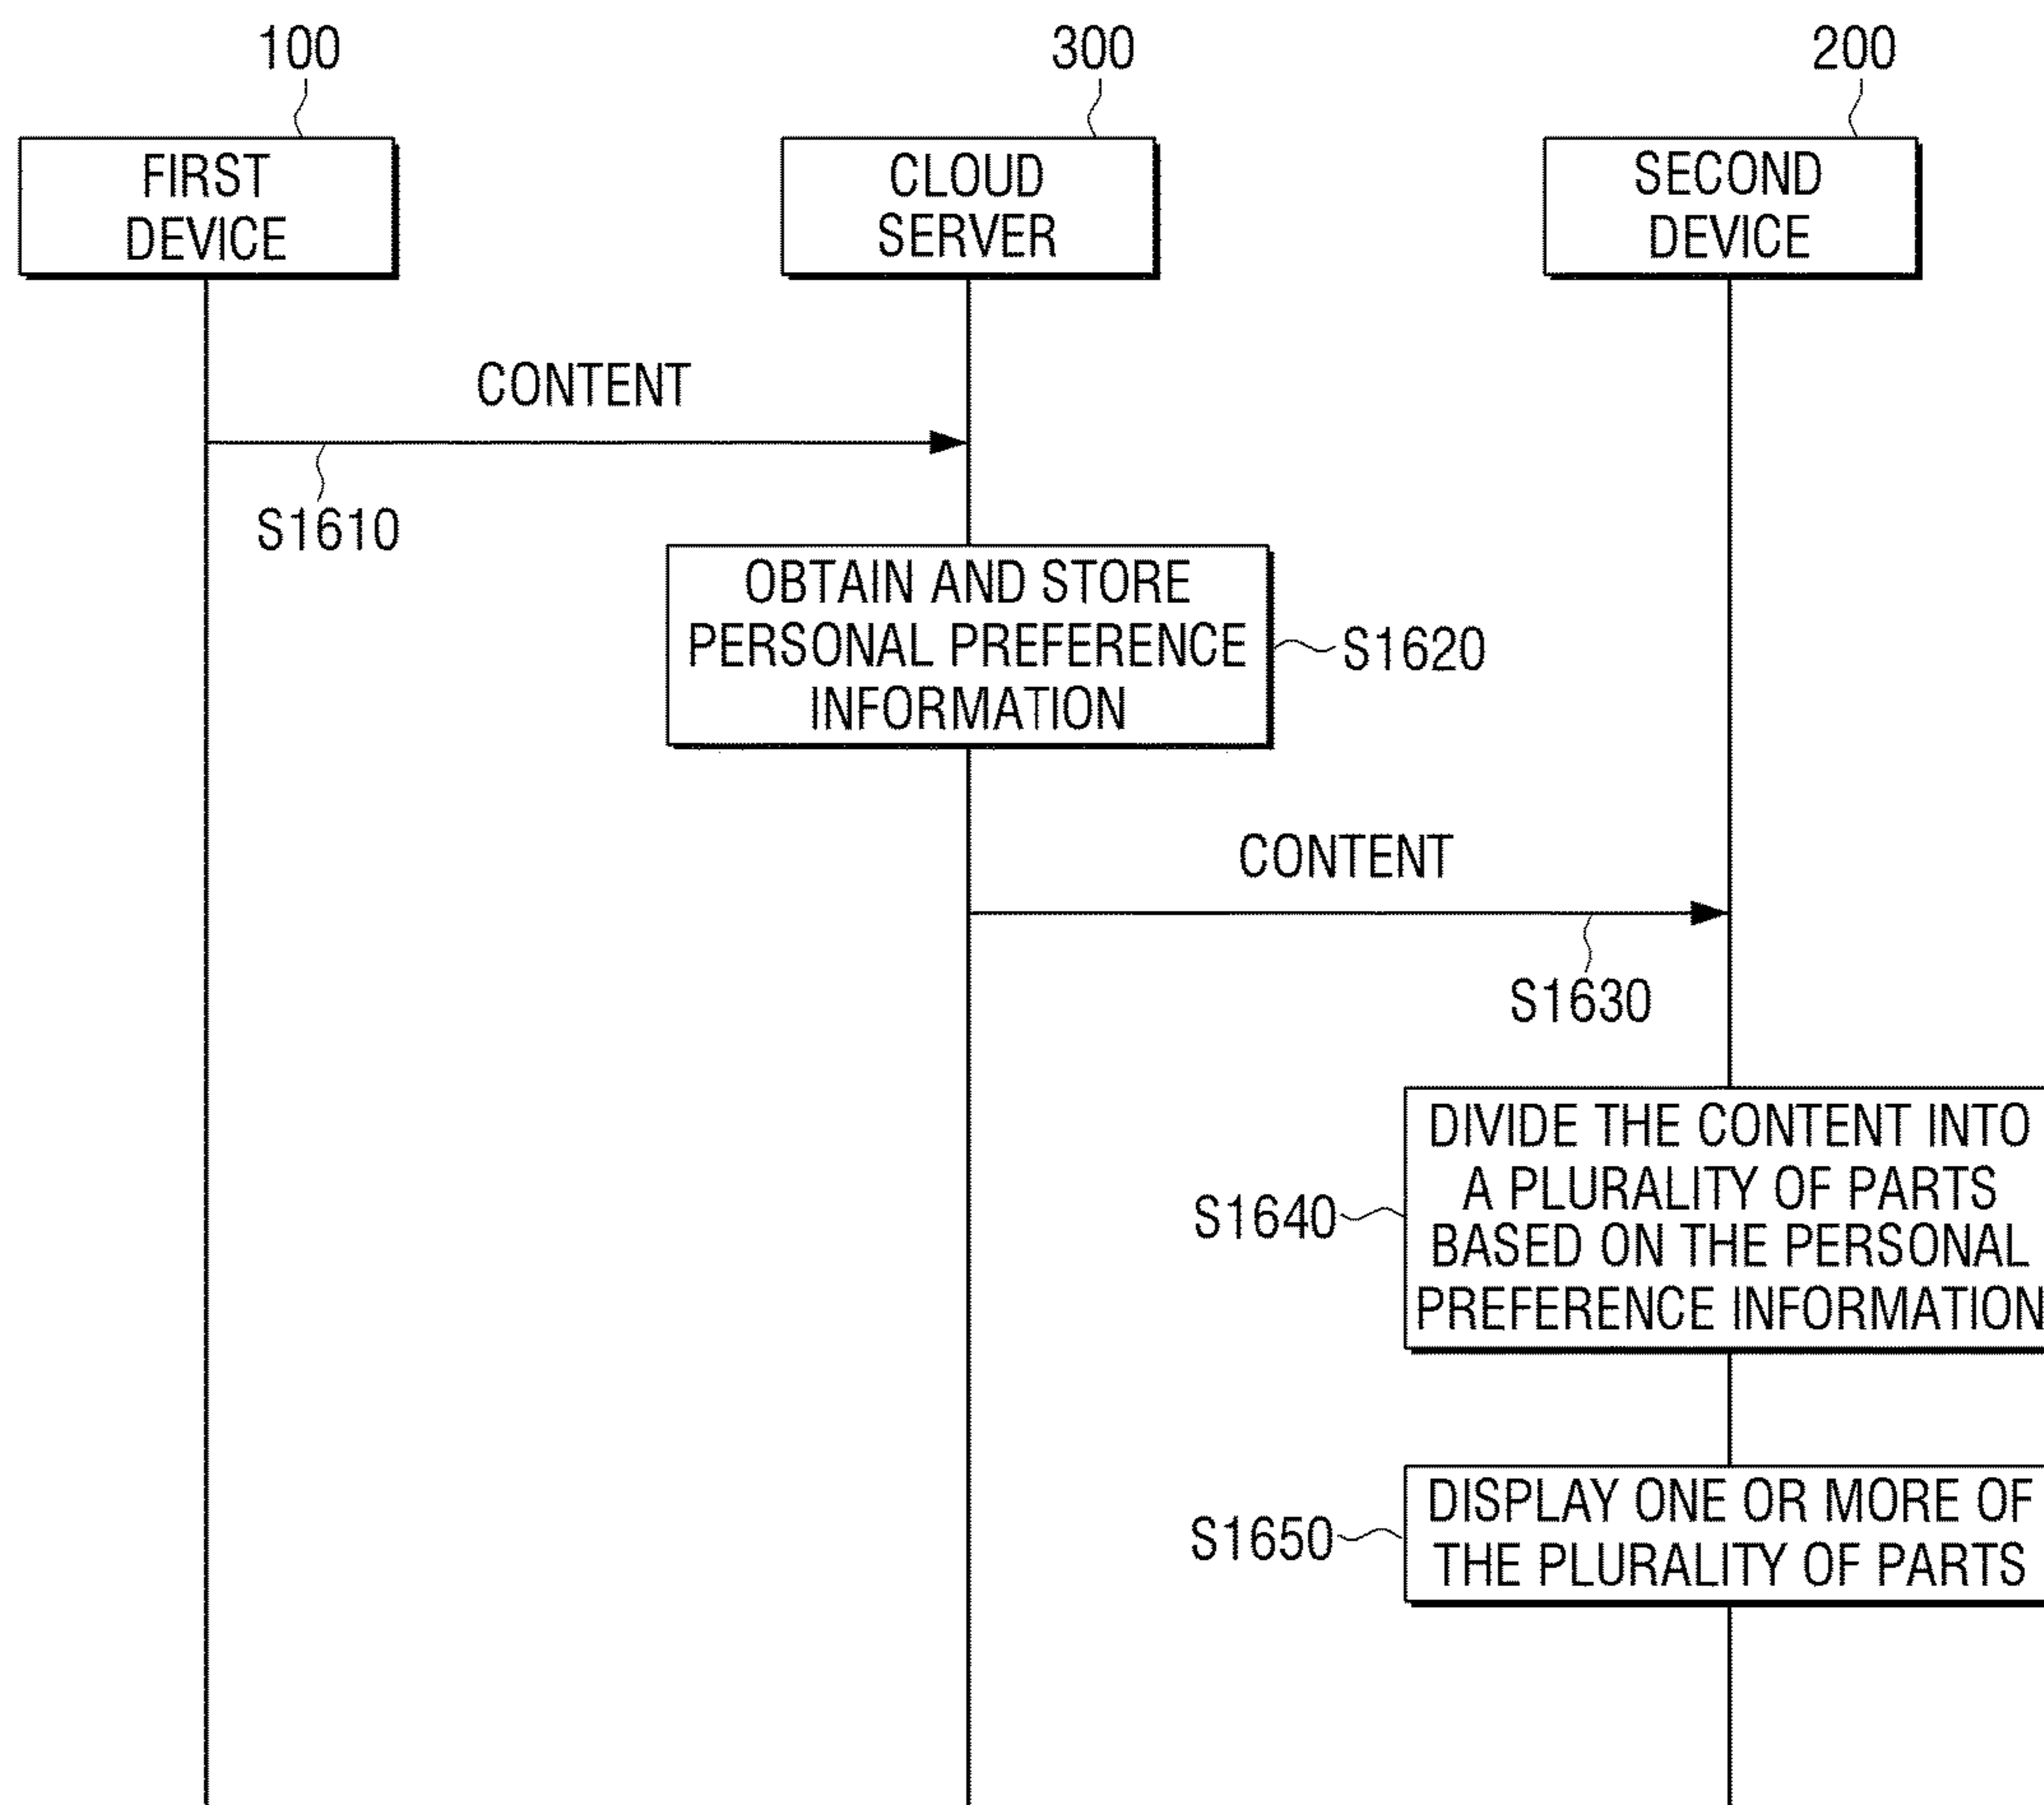 100
300
200
FIRST
DEVICE
CLOUD
SERVER
SECOND
DEVICE
CONTENT
S1610
OBTAIN AND STORE
PERSONAL PREFERENCE
INFORMATION
S1620
CONTENT
S1630
DIVIDE THE CONTENT INTO
A PLURALITY OF PARTS
BASED ON THE PERSONAL
PREFERENCE INFORMATION
S1640
DISPLAY ONE OR MORE OF
THE PLURALITY OF PARTS
S1650